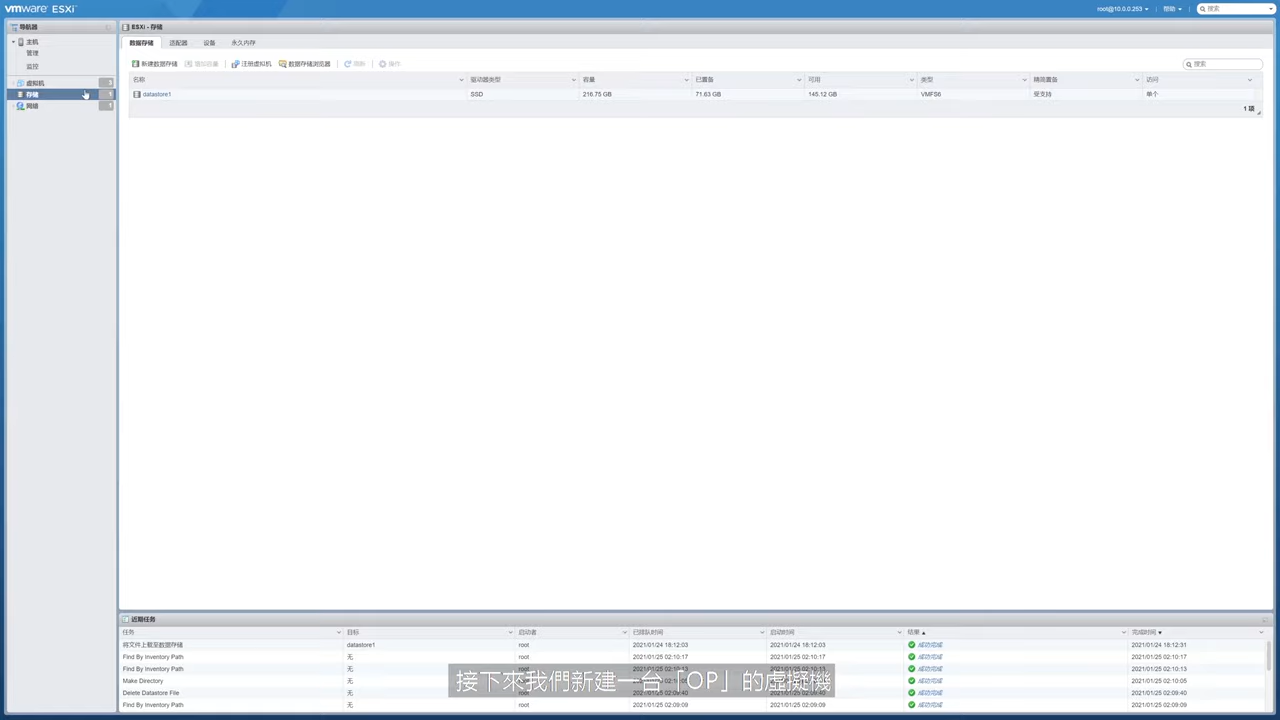 vmware ESXi
root@10.0.0.253 | 帮助 | 搜索
导航器
主机
管理
监控
虚拟机 3
存储 1
网络 1
ESXi - 存储
数据存储 适配器 设备 永久内存
新建数据存储 增加容量 | 注册虚拟机 数据存储浏览器 | 刷新 | 操作
搜索
名称 驱动器类型 容量 已置备 可用 类型 精简置备 访问
datastore1 SSD 216.75 GB 71.63 GB 145.12 GB VMFS6 受支持 单个
1 项
近期任务
任务 目标 启动者 已排队时间 启动时间 结果 完成时间
将文件上载至数据存储 datastore1 root 2021/01/24 18:12:03 2021/01/24 18:12:03 成功完成 2021/01/24 18:12:31
Find By Inventory Path 无 root 2021/01/25 02:10:17 2021/01/25 02:10:17 成功完成 2021/01/25 02:10:17
Find By Inventory Path 无 root 成功完成 2021/01/25 02:10:13
Make Directory 无 root 成功完成 2021/01/25 02:10:05
Delete Datastore File 无 root 成功完成 2021/01/25 02:09:40
Find By Inventory Path 无 root 2021/01/25 02:09:09 2021/01/25 02:09:09 成功完成 2021/01/25 02:09:09
接下來我們新建一台「OP」的虛擬機